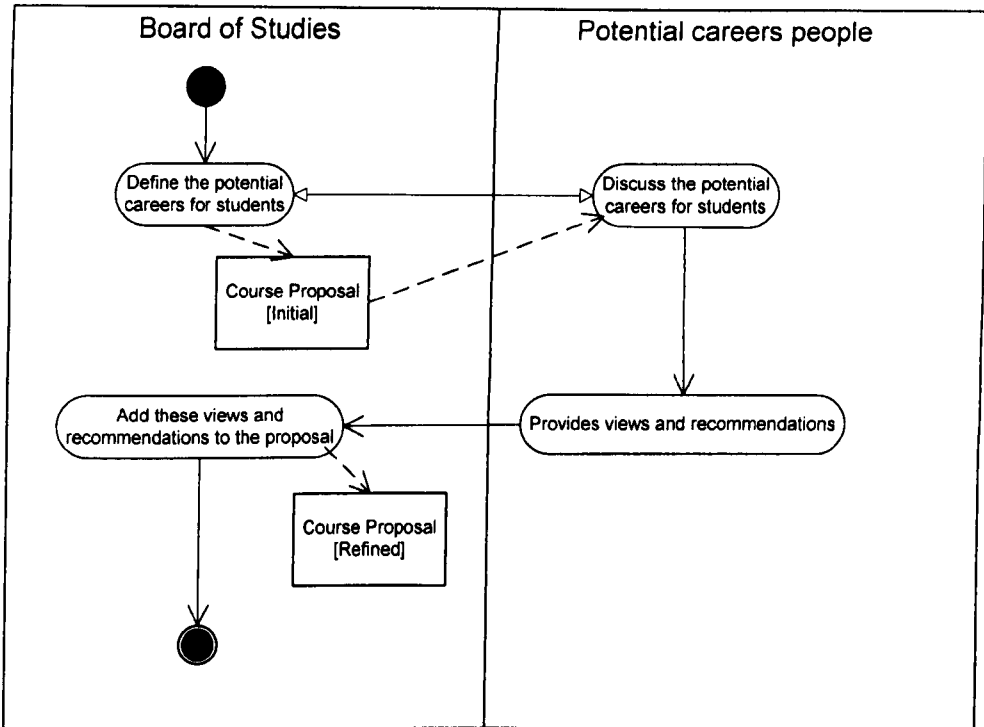 Board of Studies
Potential careers people
Define the potential
careers for students
Discuss the potential
careers for students
Course Proposal
[Initial]
Add these views and
recommendations to the proposal
Provides views and recommendations
Course Proposal
[Refined]